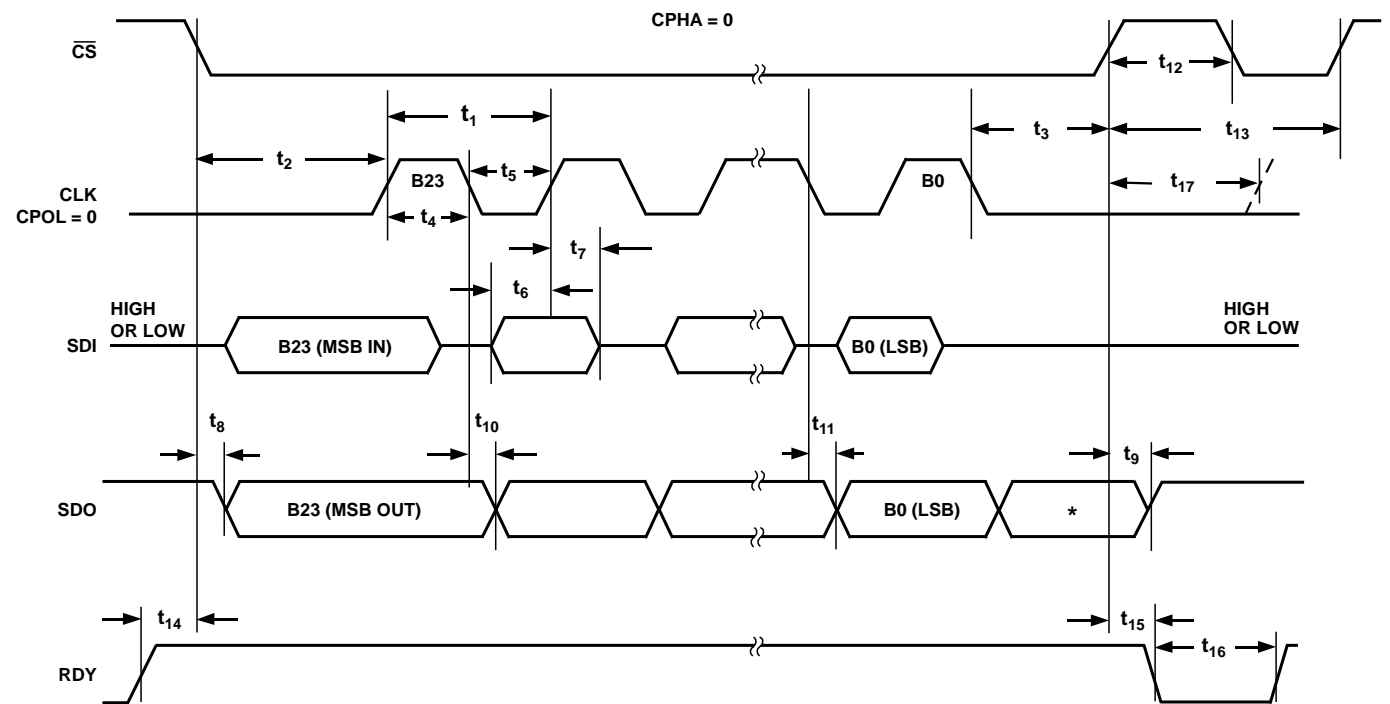 CPHA = 0
CS
t12
t1
t3
t13
t2
t5
t17
CLK
CPOL = 0
B23
B0
t4
t7
t6
HIGH
OR LOW
HIGH
OR LOW
SDI
B23 (MSB IN)
B0 (LSB)
t8
t10
t11
t9
SDO
B23 (MSB OUT)
B0 (LSB)
*
t14
t15
t16
RDY